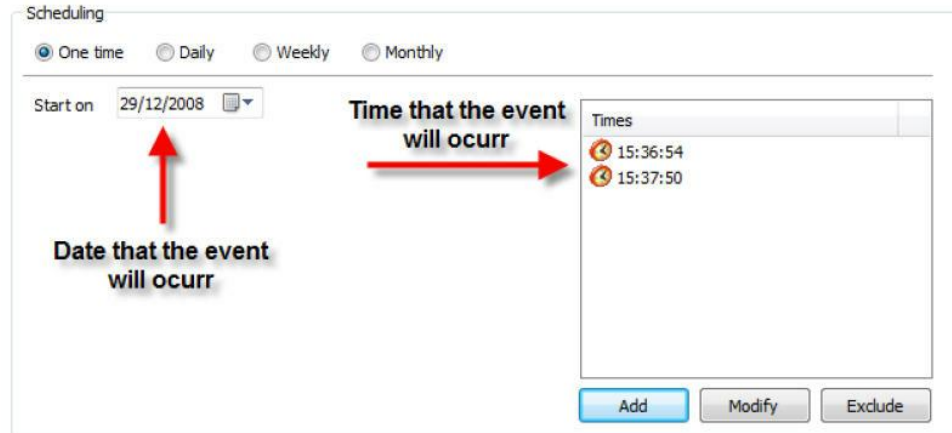 Scheduling
One time Daily Weekly Monthly
Start on 29/12/2008
Time that the event
will ocurr
Times
15:36:54
15:37:50
Date that the event
will ocurr
Add Modify Exclude